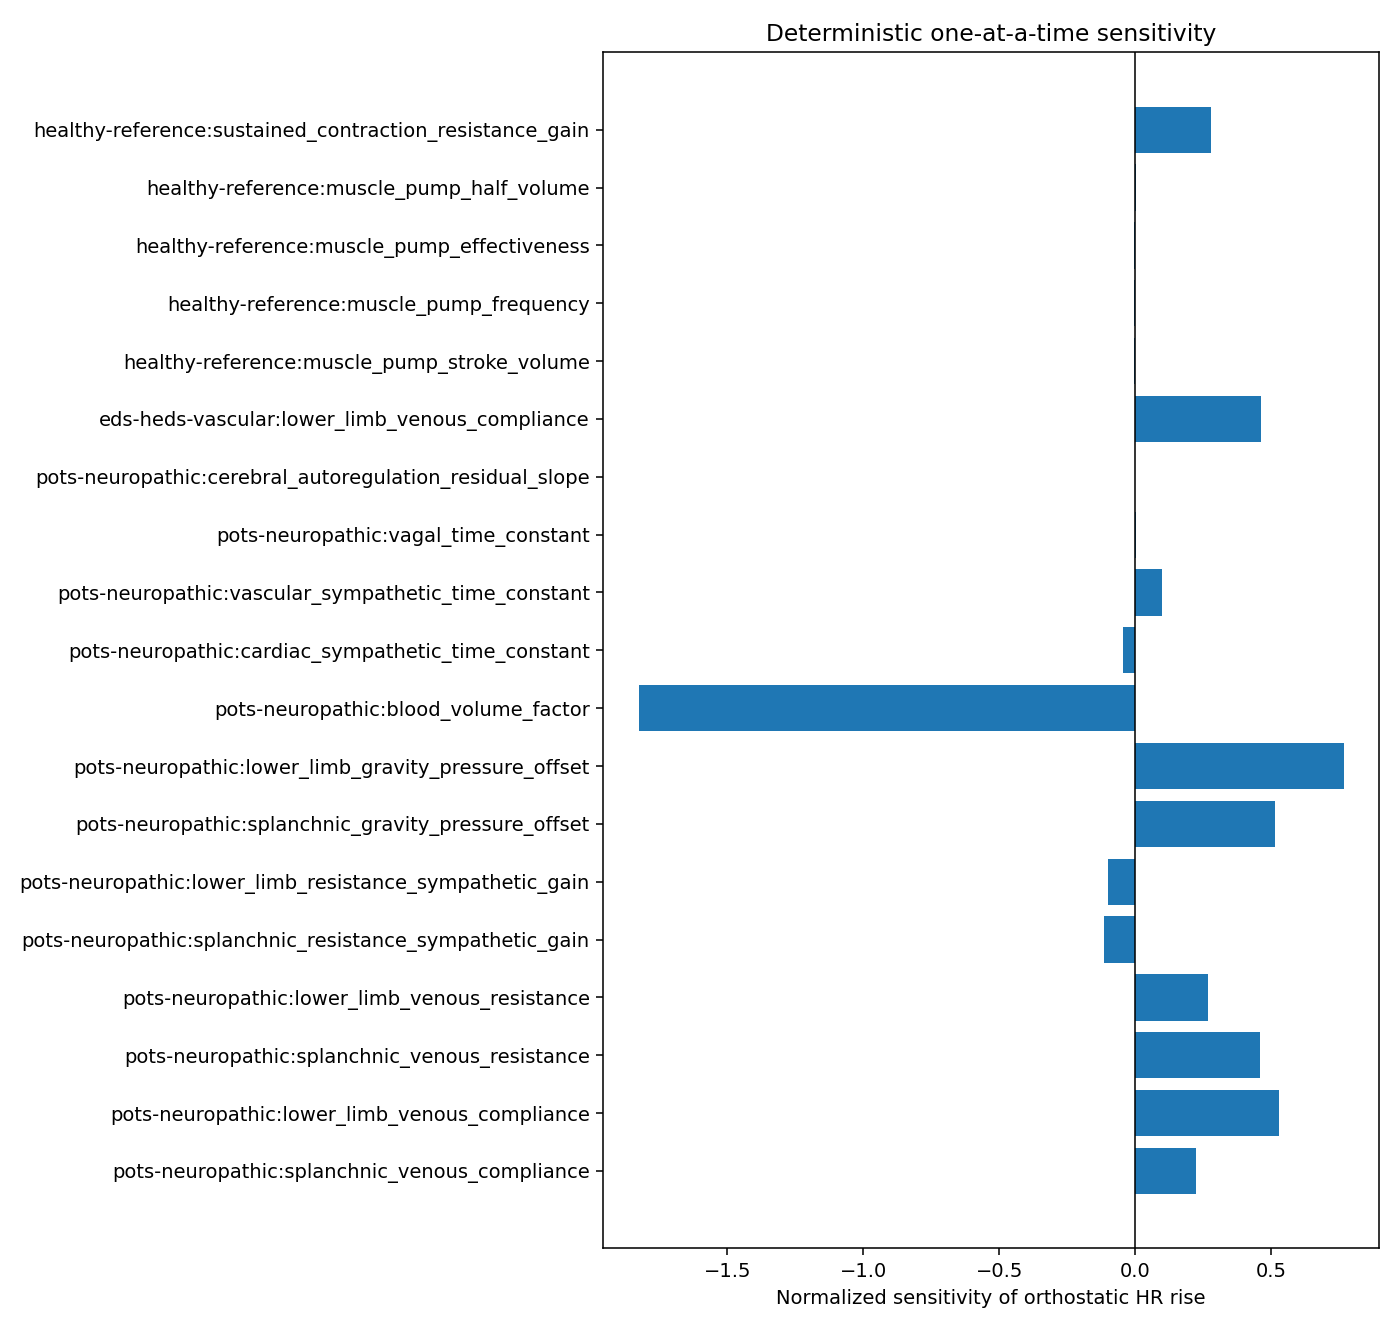 Deterministic one-at-a-time sensitivity
healthy-reference:sustained_contraction_resistance_gain
healthy-reference:muscle_pump_half_volume
healthy-reference:muscle_pump_effectiveness
healthy-reference:muscle_pump_frequency
healthy-reference:muscle_pump_stroke_volume
eds-heds-vascular:lower_limb_venous_compliance
pots-neuropathic:cerebral_autoregulation_residual_slope
pots-neuropathic:vagal_time_constant
pots-neuropathic:vascular_sympathetic_time_constant
pots-neuropathic:cardiac_sympathetic_time_constant
pots-neuropathic:blood_volume_factor
pots-neuropathic:lower_limb_gravity_pressure_offset
pots-neuropathic:splanchnic_gravity_pressure_offset
pots-neuropathic:lower_limb_resistance_sympathetic_gain
pots-neuropathic:splanchnic_resistance_sympathetic_gain
pots-neuropathic:lower_limb_venous_resistance
pots-neuropathic:splanchnic_venous_resistance
pots-neuropathic:lower_limb_venous_compliance
pots-neuropathic:splanchnic_venous_compliance
−1.5 −1.0 −0.5 0.0 0.5
Normalized sensitivity of orthostatic HR rise